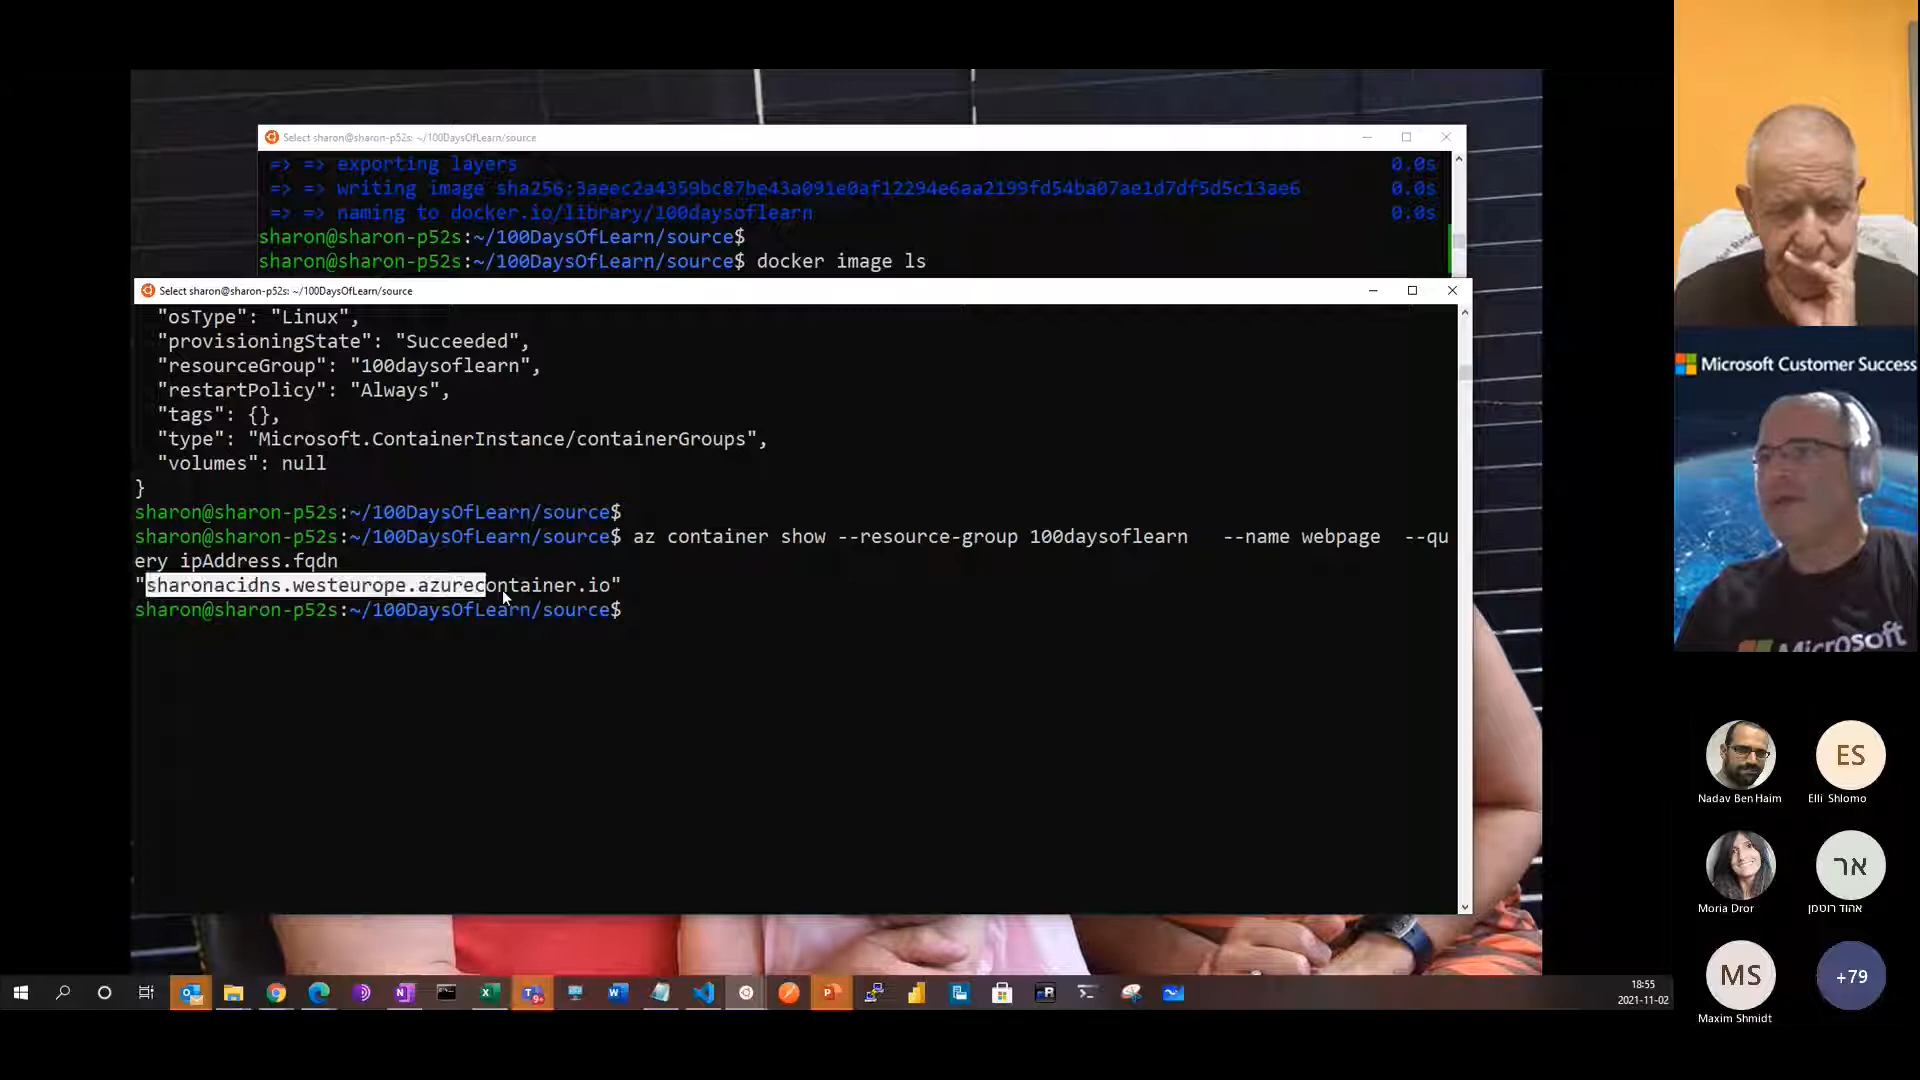 Select sharon@sharon-p52s: ~/100DaysOfLearn/source
=> => exporting layers 0.0s
=> => writing image sha256:3aeec2a4359bc87be43a091e0af12294e6aa2199fd54ba07ae1d7df5d5c13ae6 0.0s
=> => naming to docker.io/library/100daysoflearn 0.0s
sharon@sharon-p52s:~/100DaysOfLearn/source$
sharon@sharon-p52s:~/100DaysOfLearn/source$ docker image ls
Select sharon@sharon-p52s: ~/100DaysOfLearn/source
"osType": "Linux",
"provisioningState": "Succeeded",
"resourceGroup": "100daysoflearn",
"restartPolicy": "Always",
"tags": {},
"type": "Microsoft.ContainerInstance/containerGroups",
"volumes": null
}
sharon@sharon-p52s:~/100DaysOfLearn/source$
sharon@sharon-p52s:~/100DaysOfLearn/source$ az container show --resource-group 100daysoflearn --name webpage --qu
ery ipAddress.fqdn
"sharonacidns.westeurope.azurecontainer.io"
sharon@sharon-p52s:~/100DaysOfLearn/source$
18:55
2021-11-02
Microsoft Customer Success
Microsoft
ES
Nadav Ben Haim
Elli Shlomo
אר
Moria Dror
אהוד רוטמן
MS
+79
Maxim Shmidt